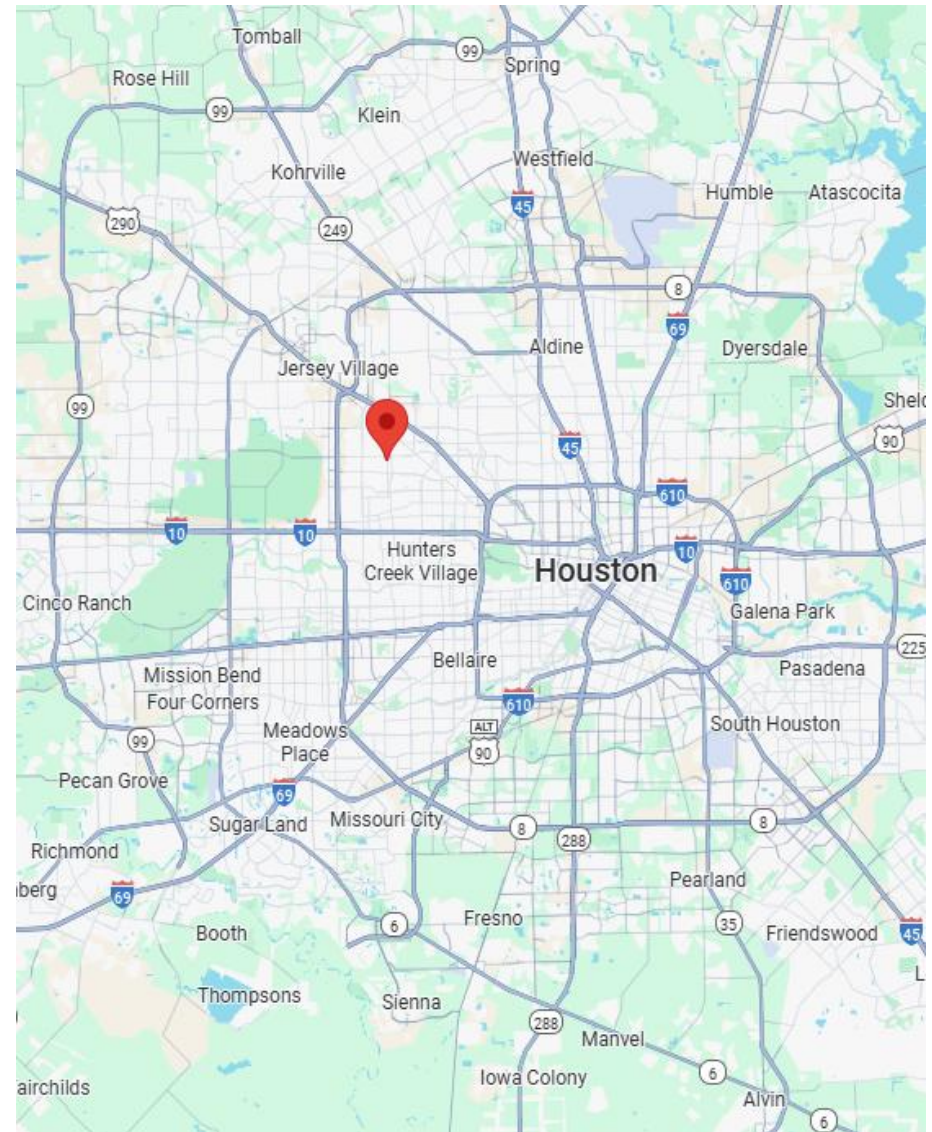 Tomball
99
Spring
Rose Hill
99
Klein
Westfield
Kohrville
Humble
Atascocita
45
290
249
8
69
Aldine
Dyersdale
Jersey Village
99
Shelc
90
45
610
10
10
Hunters
Creek Village
Houston
10
610
Cinco Ranch
Galena Park
225
Bellaire
Pasadena
Mission Bend
Four Corners
610
Meadows
Place
ALT
90
South Houston
99
Pecan Grove
69
Sugar Land
Missouri City
8
288
8
Richmond
nberg
69
Pearland
Fresno
6
35
Booth
Friendswood
45
L
Thompsons
Sienna
288
Manvel
Iowa Colony
6
airchilds
Alvin
6